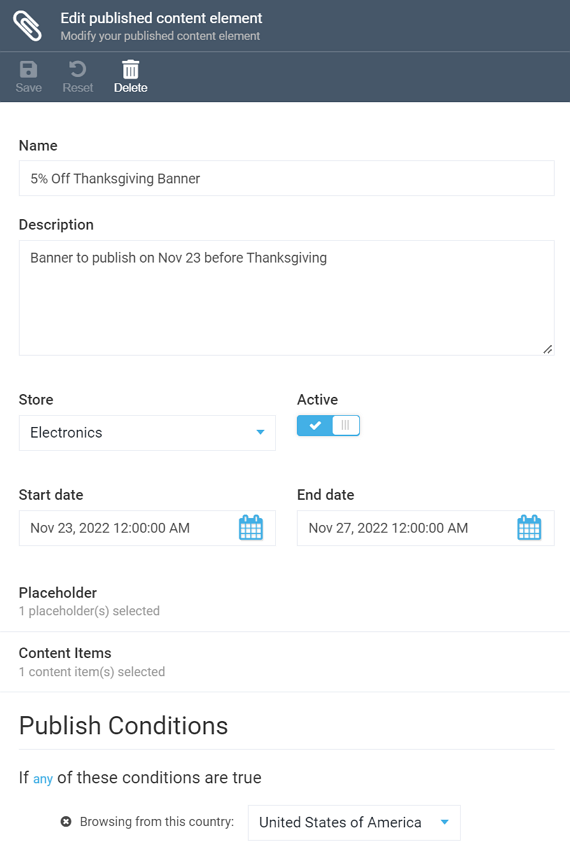 Edit published content element
Modify your published content element
Save Reset Delete
Name
5% Off Thanksgiving Banner
Description
Banner to publish on Nov 23 before Thanksgiving
Store Active
Electronics
Start date End date
Nov 23, 2022 12:00:00 AM Nov 27, 2022 12:00:00 AM
Placeholder
1 placeholder(s) selected
Content Items
1 content item(s) selected
Publish Conditions
If any of these conditions are true
Browsing from this country: United States of America